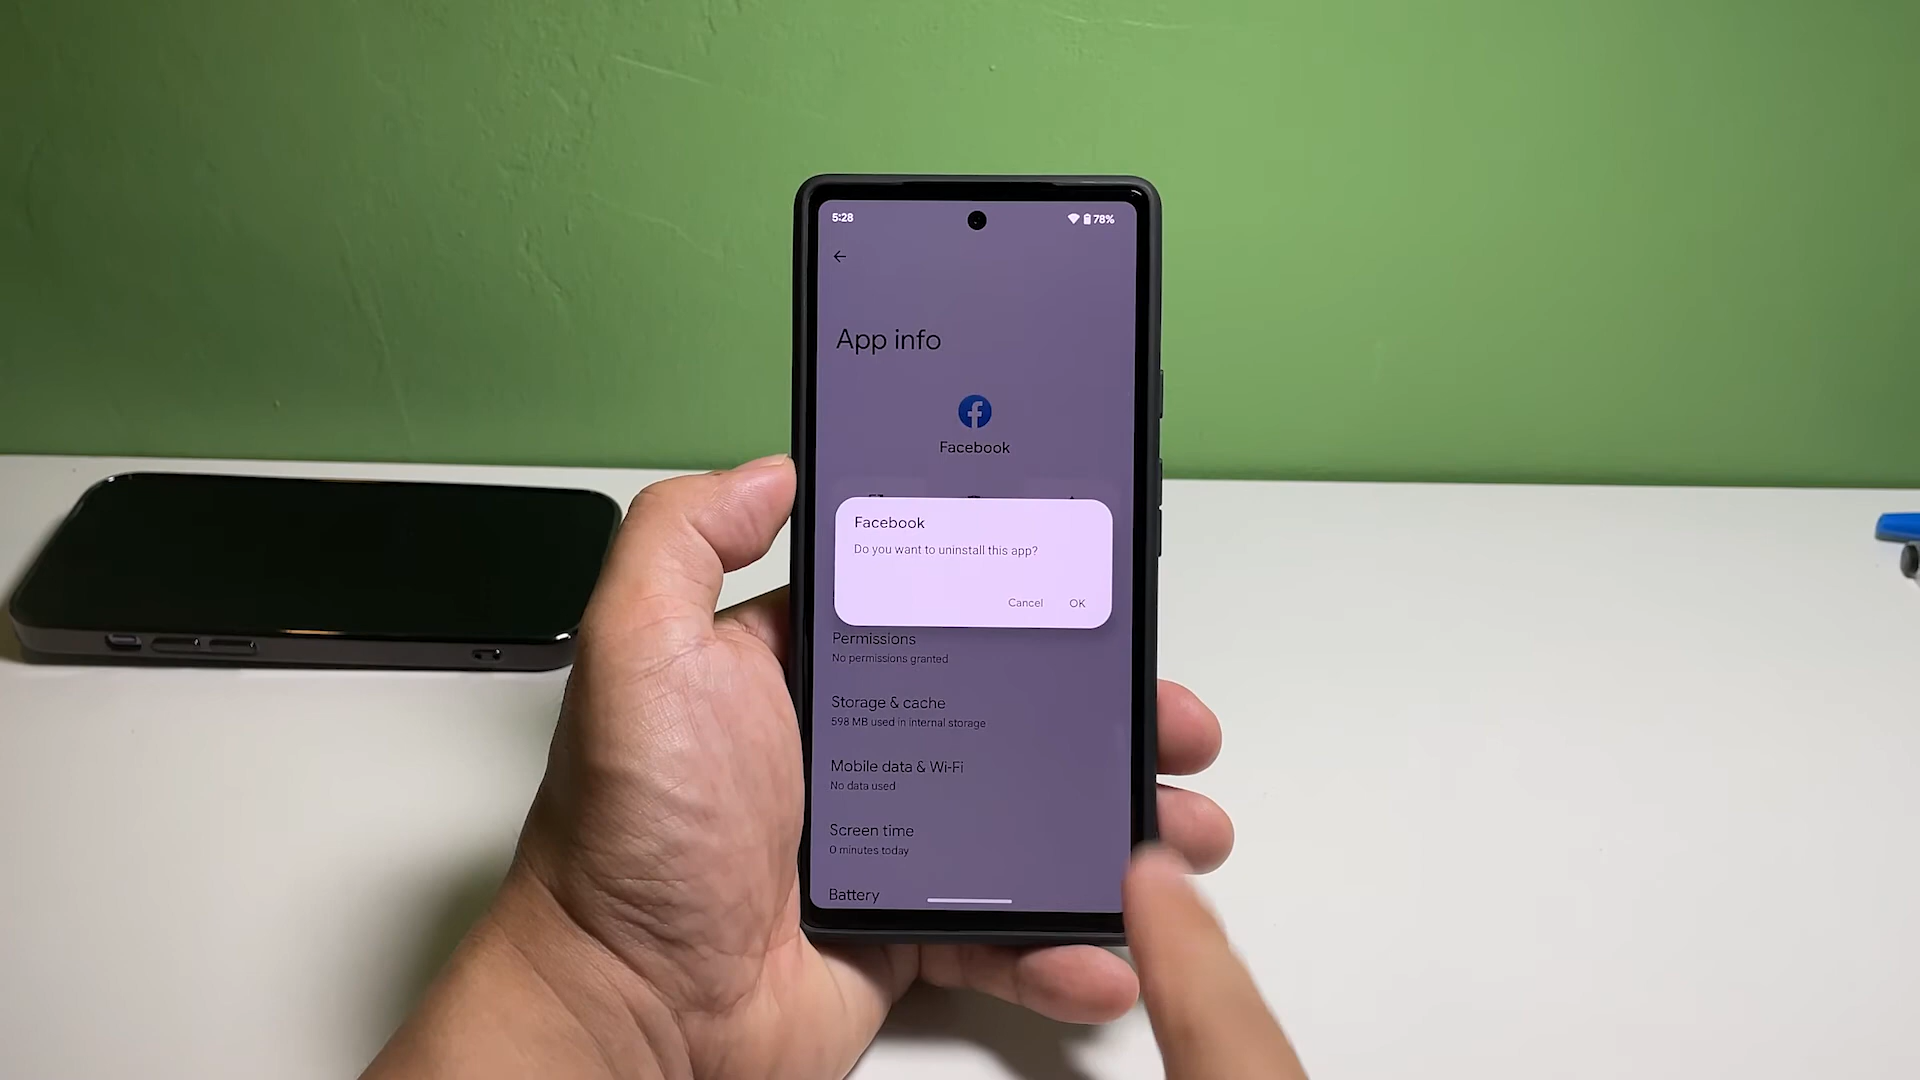 5:28
78%
App info
Facebook
Facebook
Do you want to uninstall this app?
Cancel OK
Permissions
No permissions granted
Storage & cache
598 MB used in internal storage
Mobile data & Wi-Fi
No data used
Screen time
0 minutes today
Battery